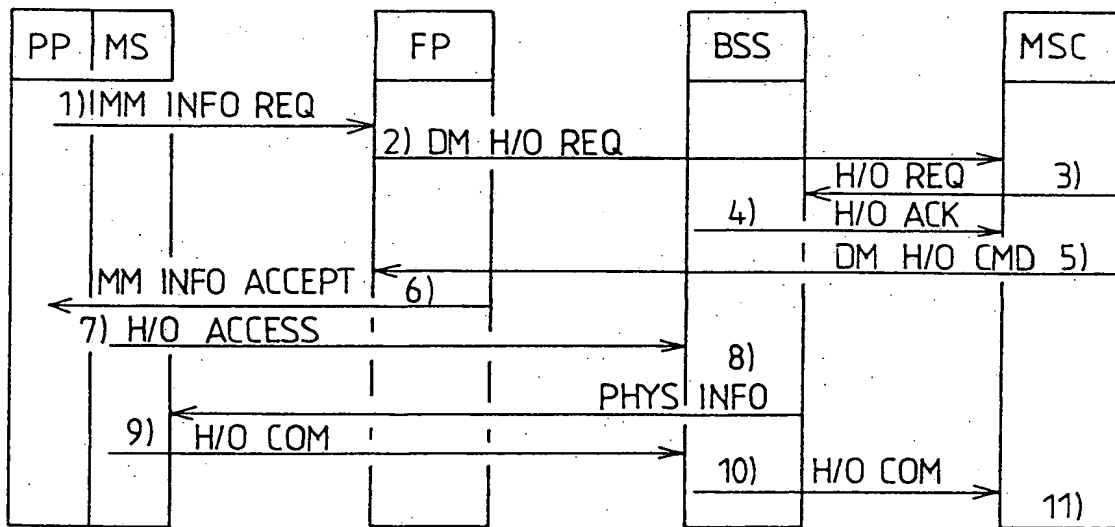 PP MS FP BSS MSC
1) MM INFO REQ
2) DM H/O REQ
H/O REQ 3)
4) H/O ACK
DM H/O CMD 5)
MM INFO ACCEPT 6)
7) H/O ACCESS
8)
PHYS INFO
9) H/O COM
10) H/O COM
11)